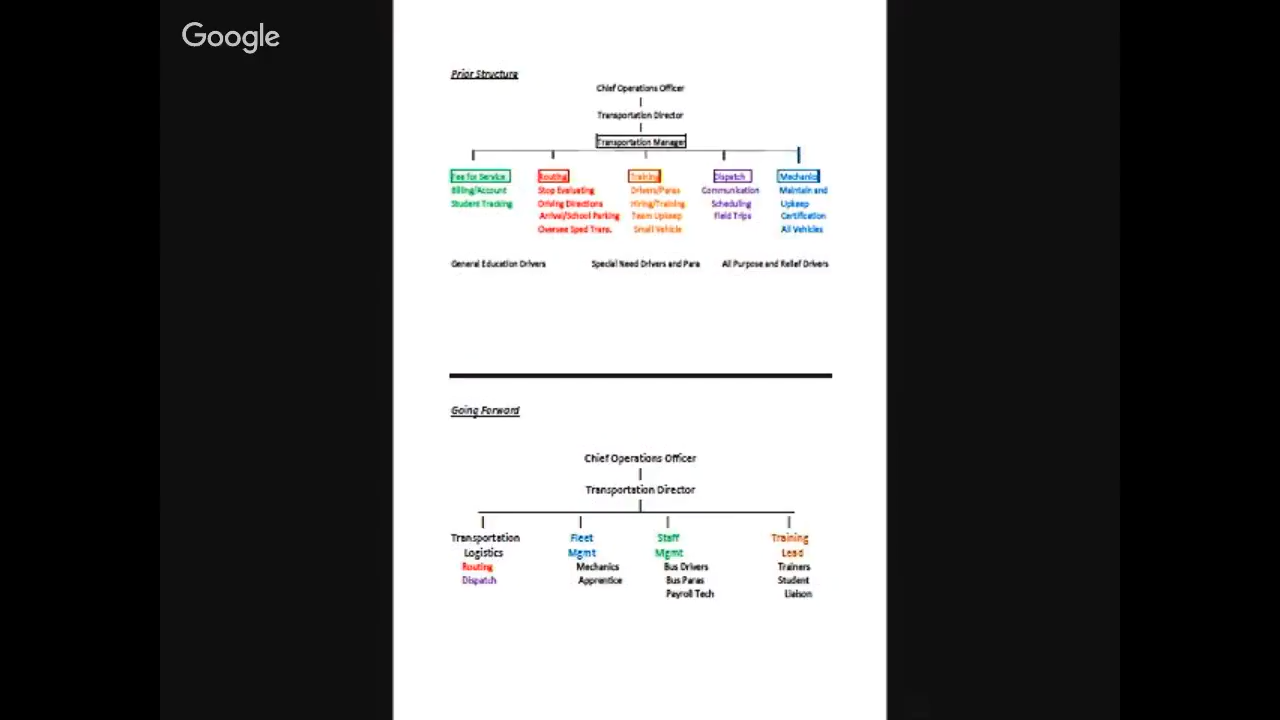 Google
Prior Structure
Chief Operations Officer
Transportation Director
Transportation Manager
Fee for Service Routing Training Dispatch Mechanics
Billing/Account Stop Evaluating Drivers/Paras Communication Maintain and
Student Tracking Driving Directions Hiring/Training Scheduling Upkeep
Arrival/School Parking Team Upkeep Field Trips Certification
Oversee Sped Trans. Small Vehicle All Vehicles
General Education Drivers Special Need Drivers and Para All Purpose and Relief Drivers
Going Forward
Chief Operations Officer
Transportation Director
Transportation Fleet Staff Training
Logistics Mgmt Mgmt Lead
Routing Mechanics Bus Drivers Trainers
Dispatch Apprentice Bus Paras Student
Payroll Tech Liaison